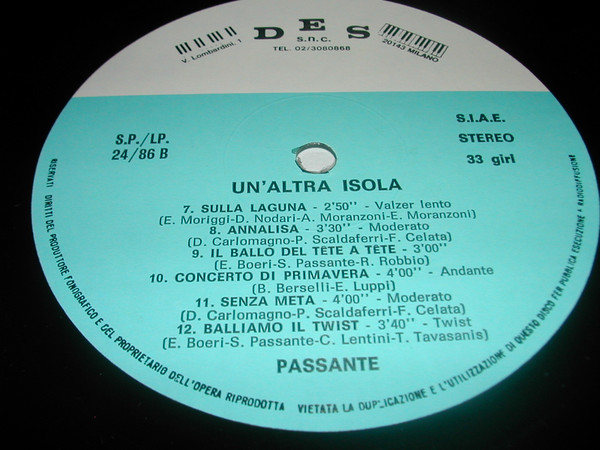 D E S
s.n.c.
V. Lombardini, 1
TEL. 02/3080868
20143 MILANO
S.P./LP.
24/86 B
S.I.A.E.
STEREO
33 giri
UN'ALTRA ISOLA
7. SULLA LAGUNA - 2'50'' - Valzer lento
(E. Moriggi-D. Nodari-A. Moranzoni-E. Moranzoni)
8. ANNALISA - 3'30'' - Moderato
(D. Carlomagno-P. Scaldaferri-F. Celata)
9. IL BALLO DEL TÊTE A TÊTE - 3'00''
(E. Boeri-S. Passante-R. Robbio)
10. CONCERTO DI PRIMAVERA - 4'00'' - Andante
(B. Berselli-E. Luppi)
11. SENZA META - 4'00'' - Moderato
(D. Carlomagno-P. Scaldaferri-F. Celata)
12. BALLIAMO IL TWIST - 3'40'' - Twist
(E. Boeri-S. Passante-C. Lentini-T. Tavasanis)
PASSANTE
RISERVATI DIRITTI DEL PRODUTTORE FONOGRAFICO E GEL PROPRIETARIO DELL'OPERA RIPRODOTTA VIETATA LA DUPLICAZIONE E L'UTILIZZAZIONE DI QUESTO DISCO PER PUBBLICA ESECUZIONE E RADIODIFFUSIONE